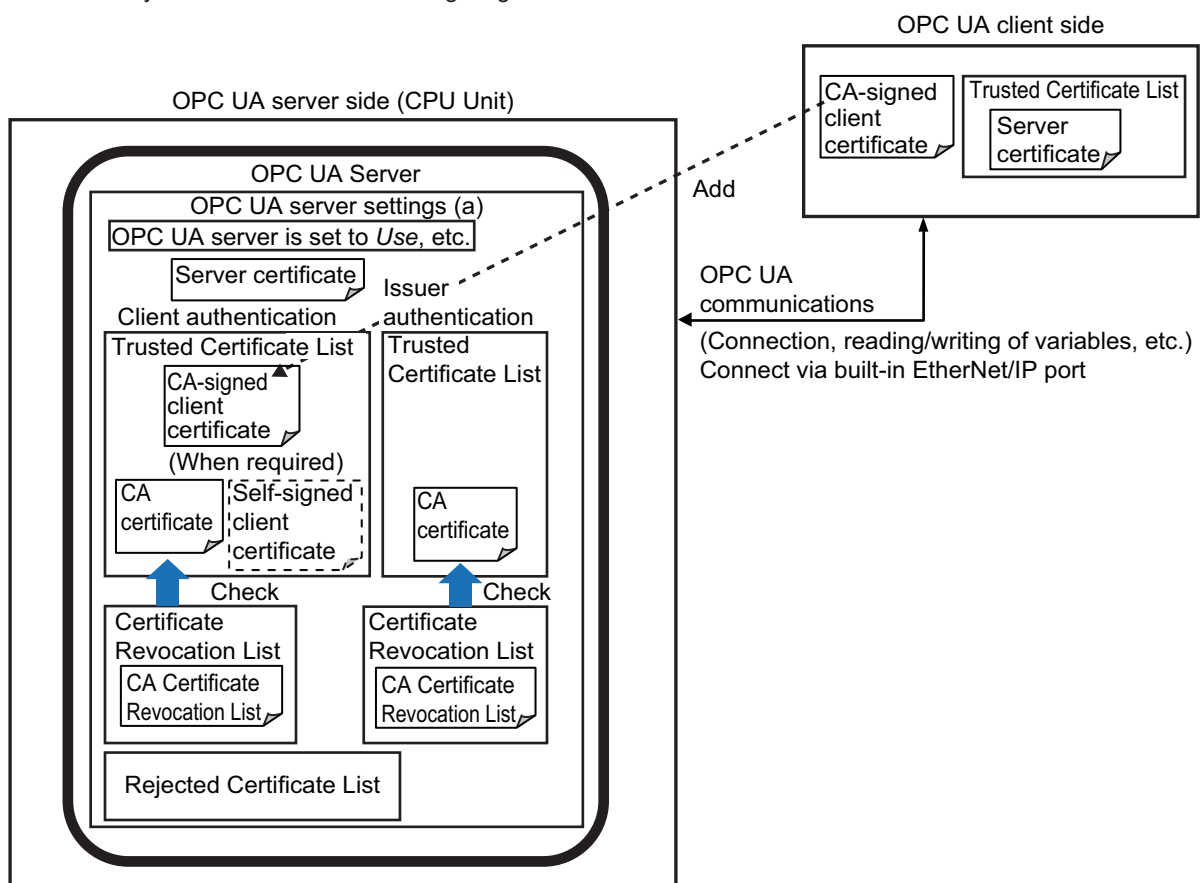 OPC UA client side
CA-signed
client
certificate
Trusted Certificate List
Server
certificate
OPC UA server side (CPU Unit)
OPC UA Server
OPC UA server settings (a)
OPC UA server is set to Use, etc.
Server certificate
Add
OPC UA
communications
(Connection, reading/writing of variables, etc.)
Connect via built-in EtherNet/IP port
Client authentication
Trusted Certificate List
CA-signed
client
certificate
(When required)
CA
certificate
Self-signed
client
certificate
Issuer
authentication
Trusted
Certificate List
CA
certificate
Check
Check
Certificate
Revocation List
CA Certificate
Revocation List
Certificate
Revocation List
CA Certificate
Revocation List
Rejected Certificate List